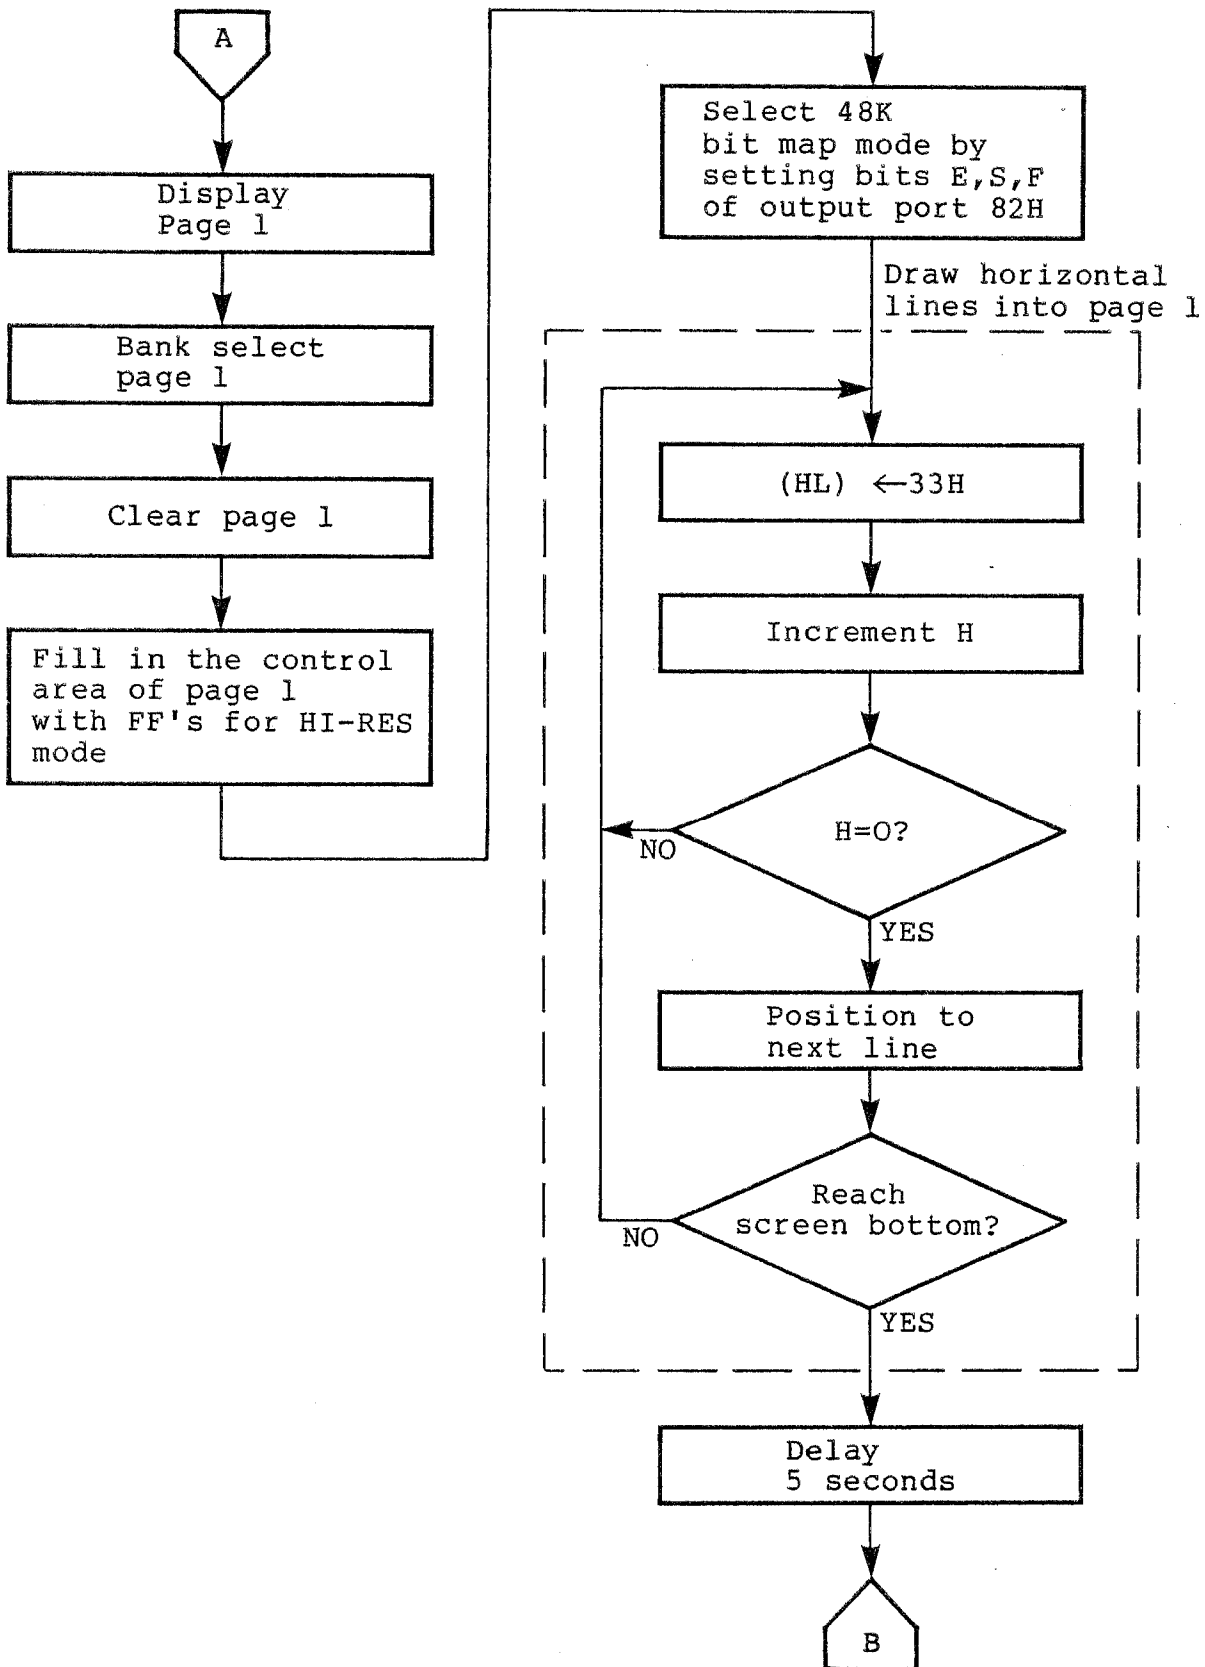 A
Display
Page 1
Bank select
page 1
Clear page 1
Fill in the control
area of page 1
with FF's for HI-RES
mode
Select 48K
bit map mode by
setting bits E,S,F
of output port 82H
Draw horizontal
lines into page 1
(HL) ←33H
Increment H
H=O?
NO
YES
Position to
next line
Reach
screen bottom?
NO
YES
Delay
5 seconds
B